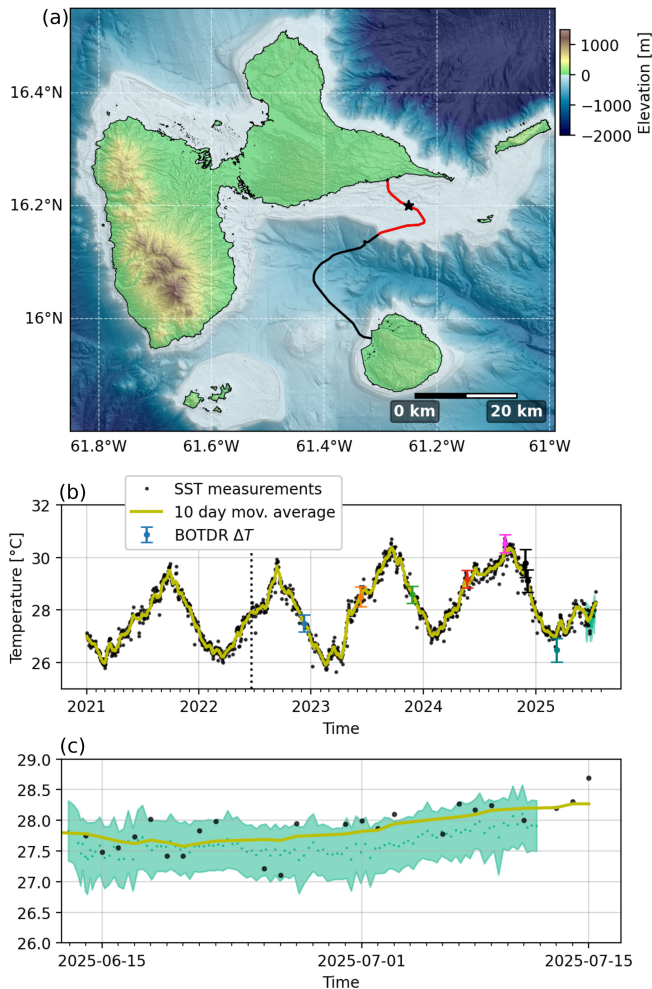 (a)
16.4°N
16.2°N
16°N
61.8°W 61.6°W 61.4°W 61.2°W 61°W
0 km 20 km
1000
0
−1000
−2000
Elevation [m]
(b)
SST measurements
10 day mov. average
BOTDR ΔT
32
30
28
26
Temperature [°C]
2021 2022 2023 2024 2025
Time
(c)
29.0
28.5
28.0
27.5
27.0
26.5
26.0
2025-06-15 2025-07-01 2025-07-15
Time